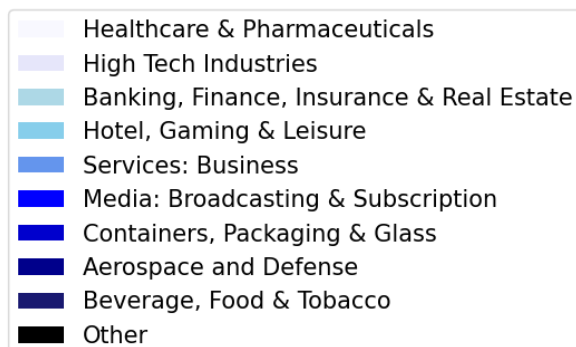 Healthcare & Pharmaceuticals
High Tech Industries
Banking, Finance, Insurance & Real Estate
Hotel, Gaming & Leisure
Services: Business
Media: Broadcasting & Subscription
Containers, Packaging & Glass
Aerospace and Defense
Beverage, Food & Tobacco
Other